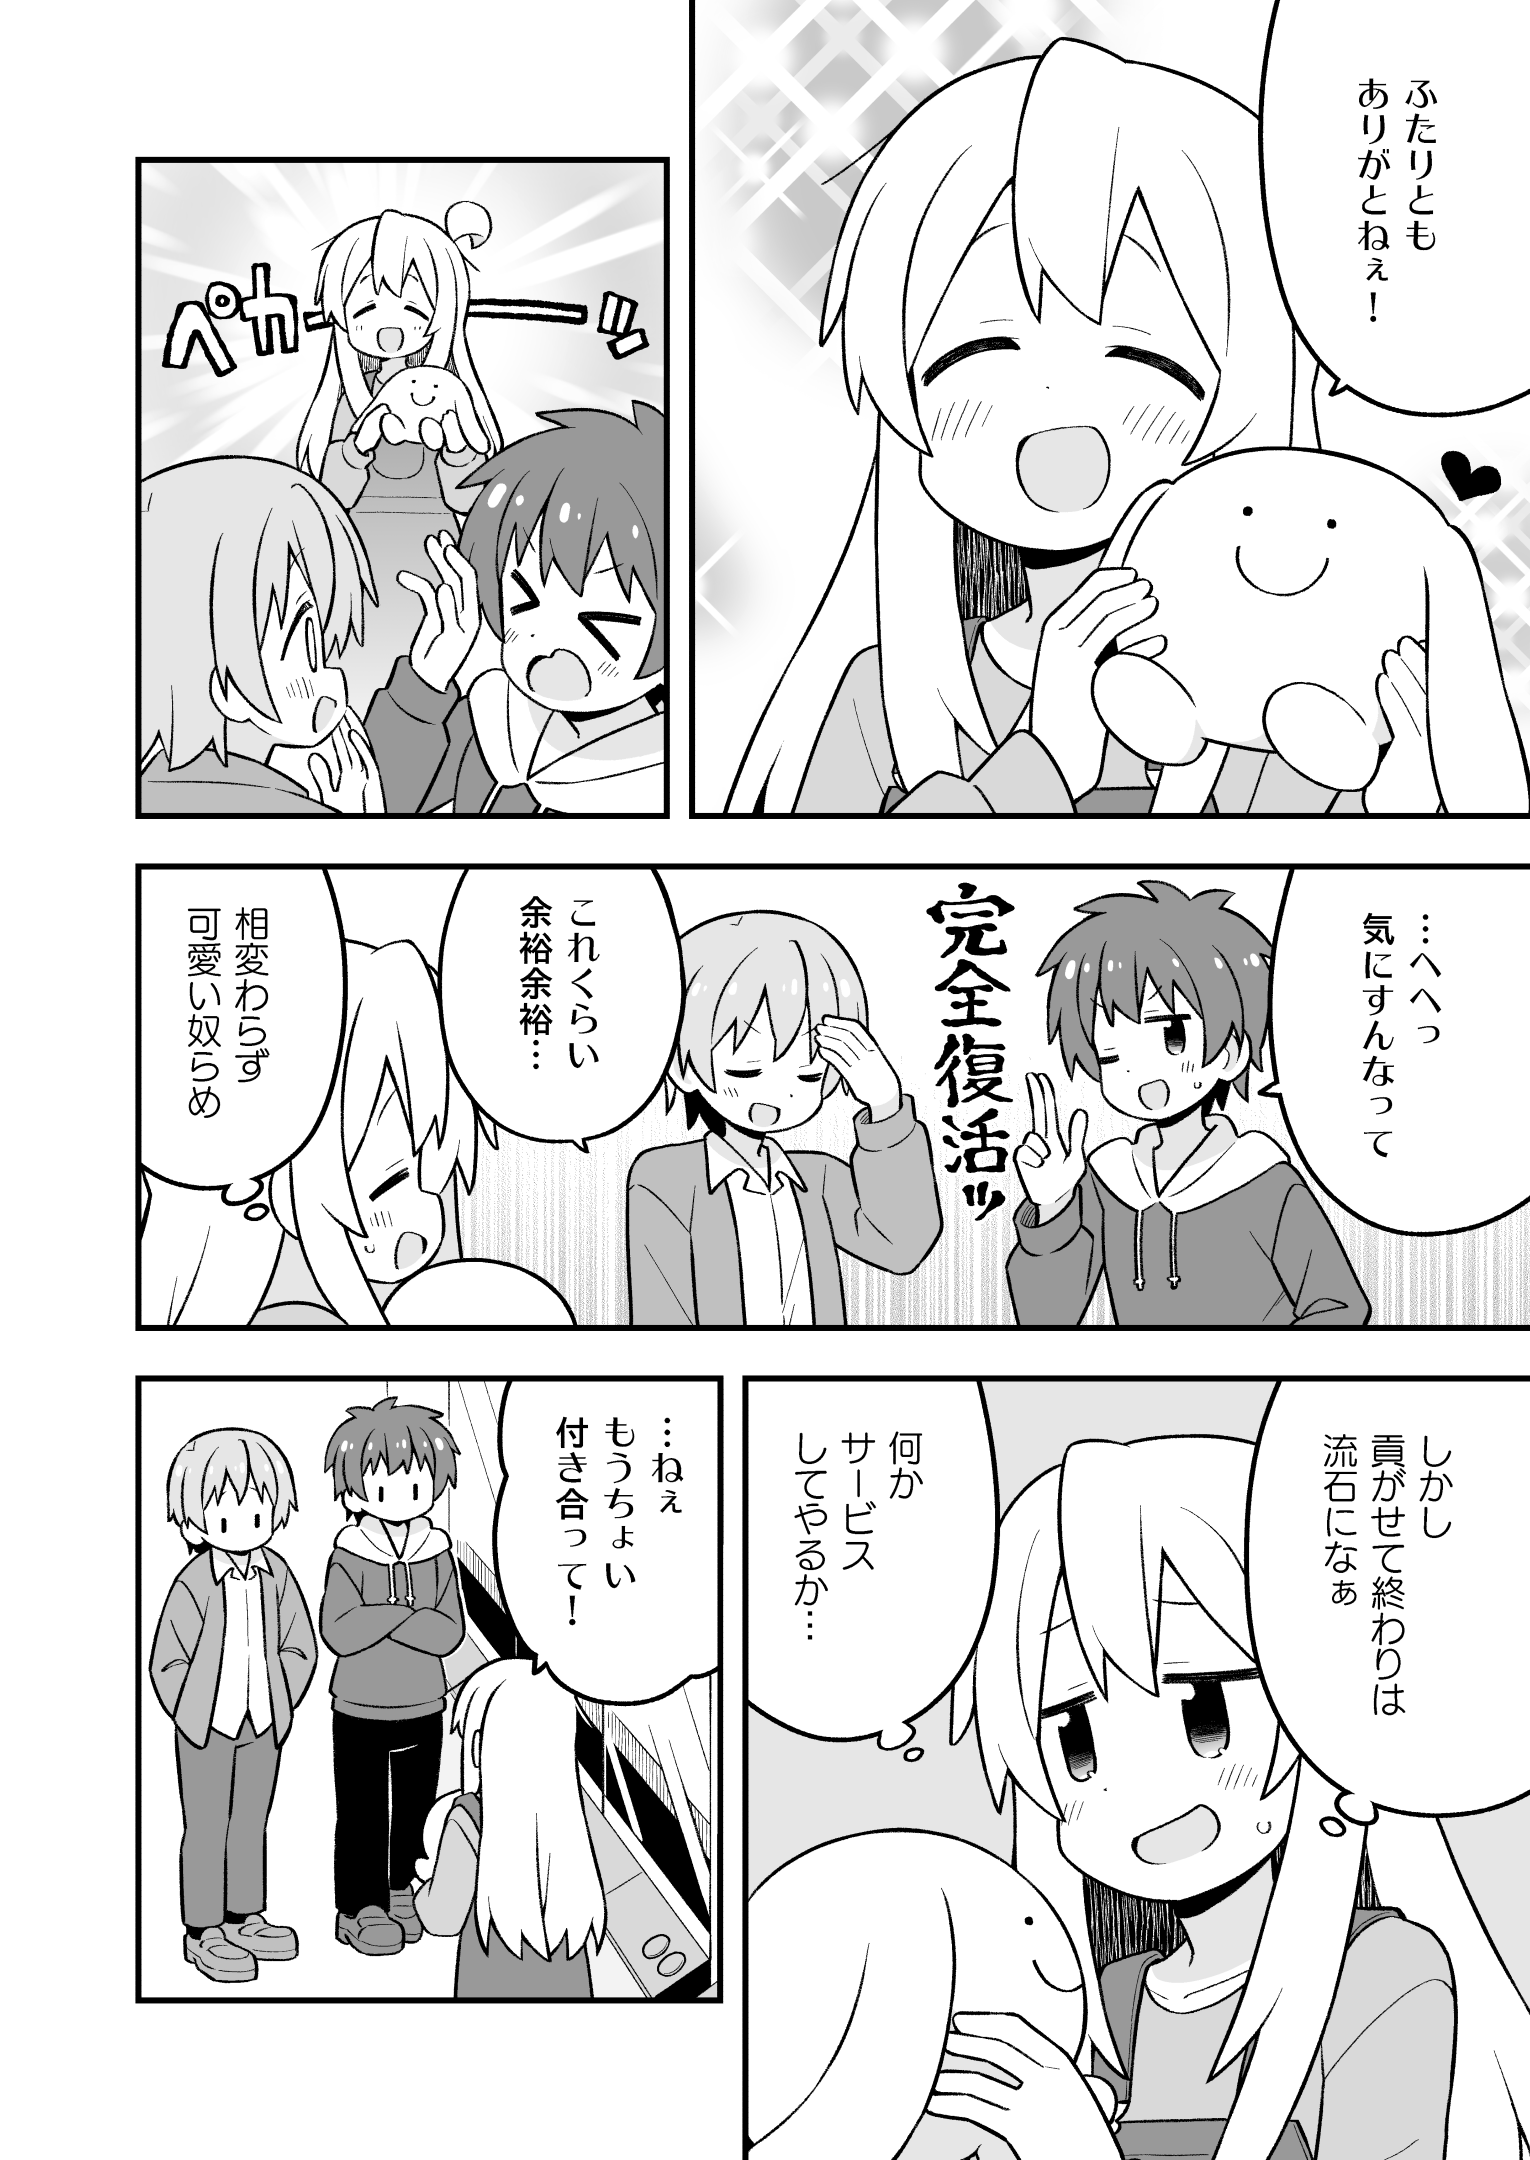 ふたりとも
ありがとねぇ！
ペカーーッ
…へへっ
気にすんなって
完全復活ッ
これくらい
余裕余裕…
相変わらず
可愛い奴らめ
しかし
貢がせて終わりは
流石になぁ
何か
サービス
してやるか…
…ねぇ
もうちょい
付き合って！